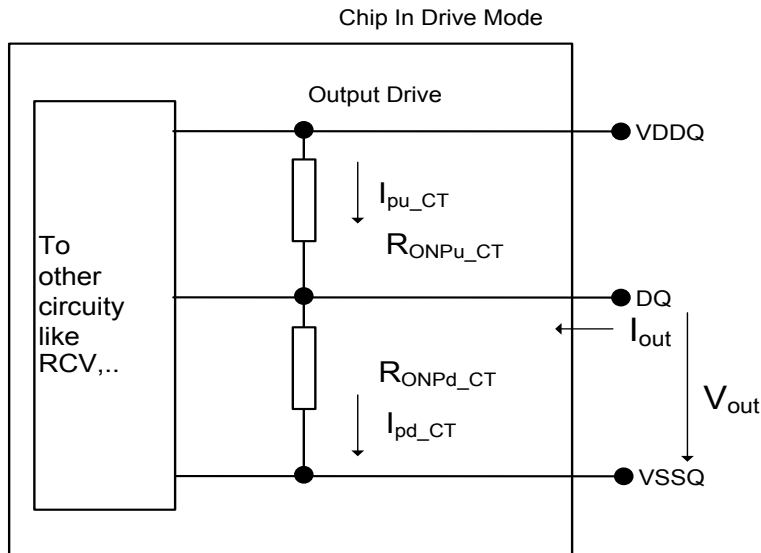 Chip In Drive Mode
Output Drive
VDDQ
Ipu_CT
RONPu_CT
To
other
circuity
like
RCV,..
DQ
Iout
RONPd_CT
Vout
Ipd_CT
VSSQ